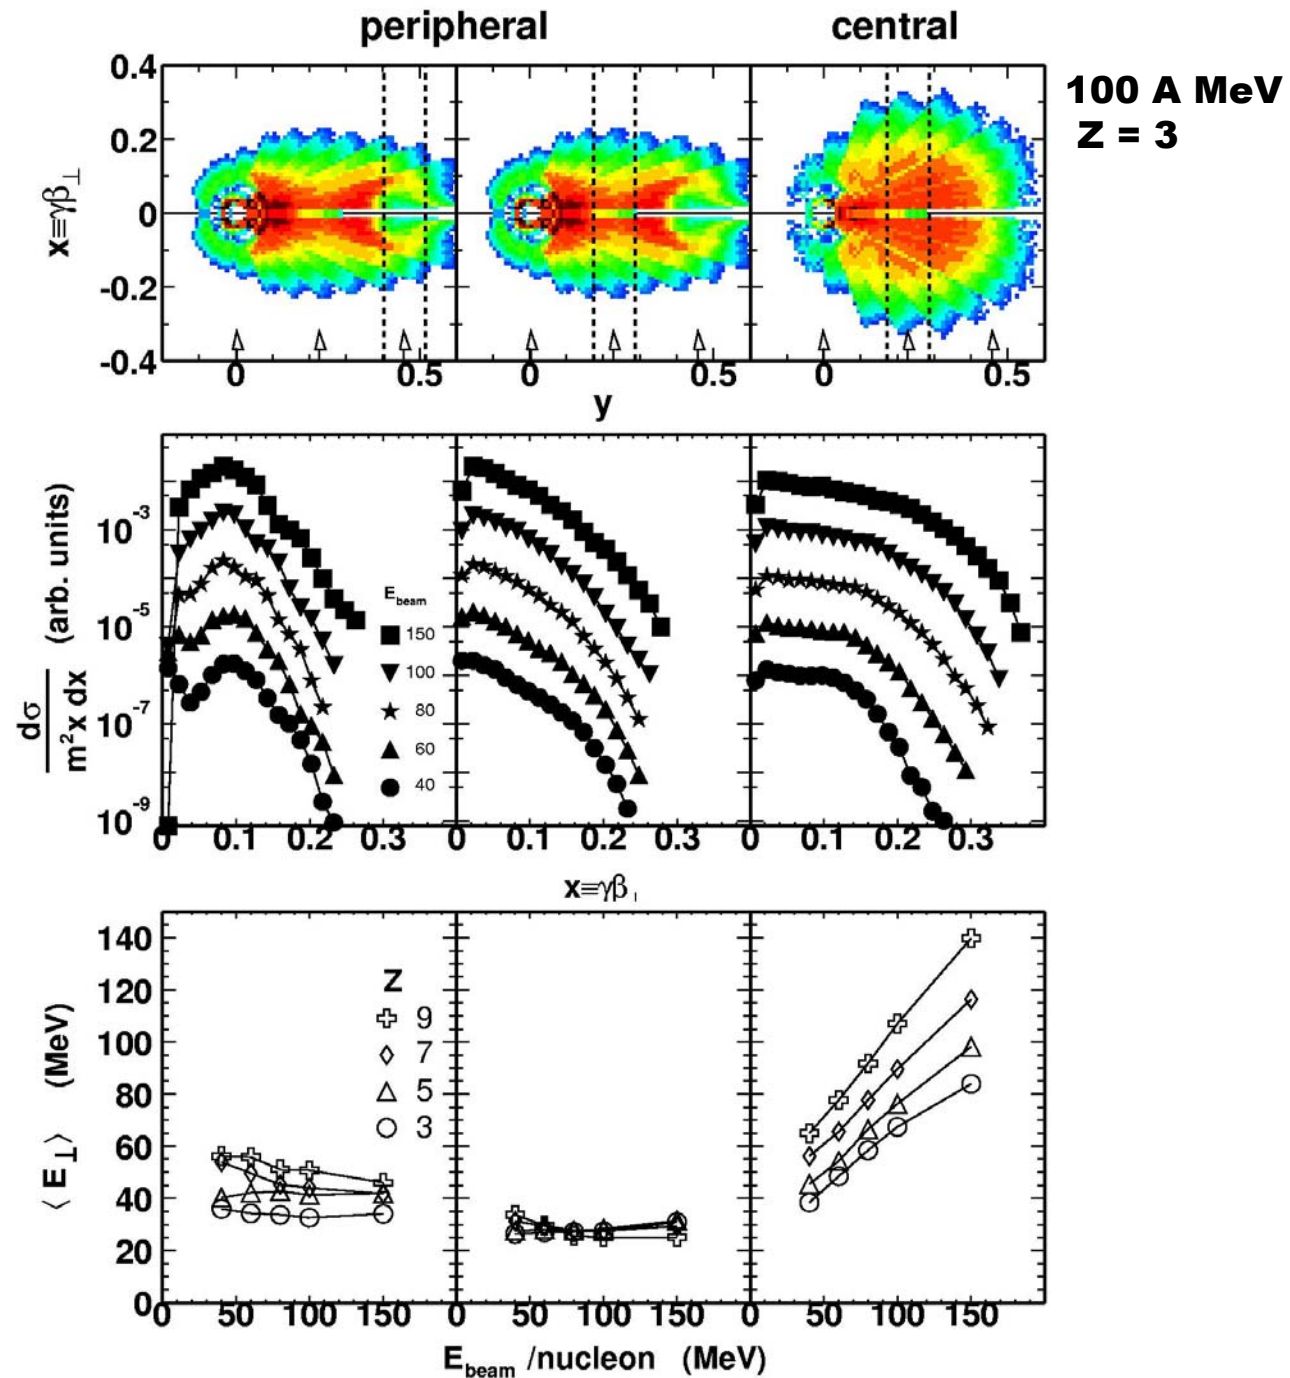 peripheral central
100 A MeV
Z = 3
x≡γβ⊥
0.4
0.2
0
-0.2
-0.4
0 0.5 0 0.5 0 0.5
y
dσ
m²x dx
(arb. units)
10⁻³
10⁻⁵
10⁻⁷
10⁻⁹
E beam
150
100
80
60
40
0 0.1 0.2 0.3 0 0.1 0.2 0.3 0 0.1 0.2 0.3
x≡γβ⊥
⟨ E⊥ ⟩ (MeV)
140
120
100
80
60
40
20
0
Z
9
7
5
3
0 50 100 150 0 50 100 150 0 50 100 150
E beam /nucleon (MeV)